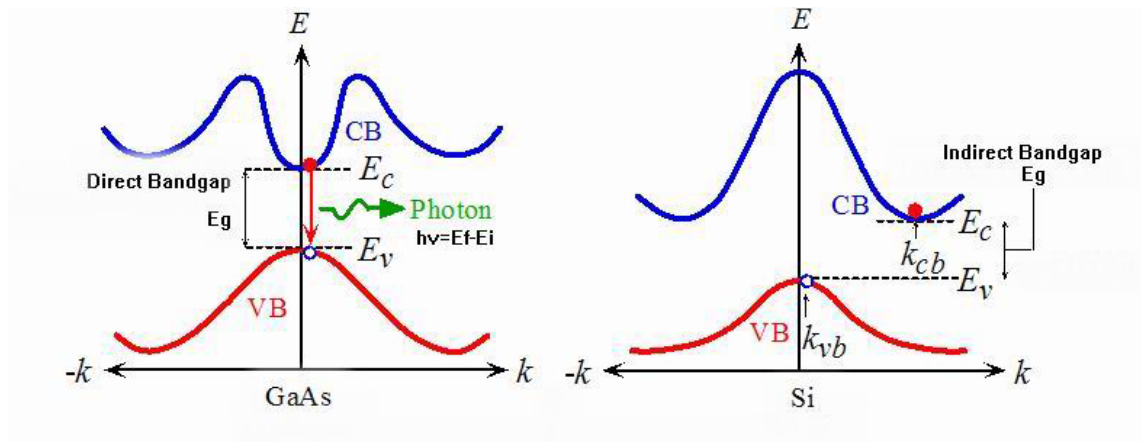 E
CB
Direct Bandgap
Eg
E_c
Photon
hv=Ef-Ei
E_v
VB
-k
k
GaAs
E
Indirect Bandgap
Eg
CB
E_c
k_cb
E_v
VB
k_vb
-k
k
Si